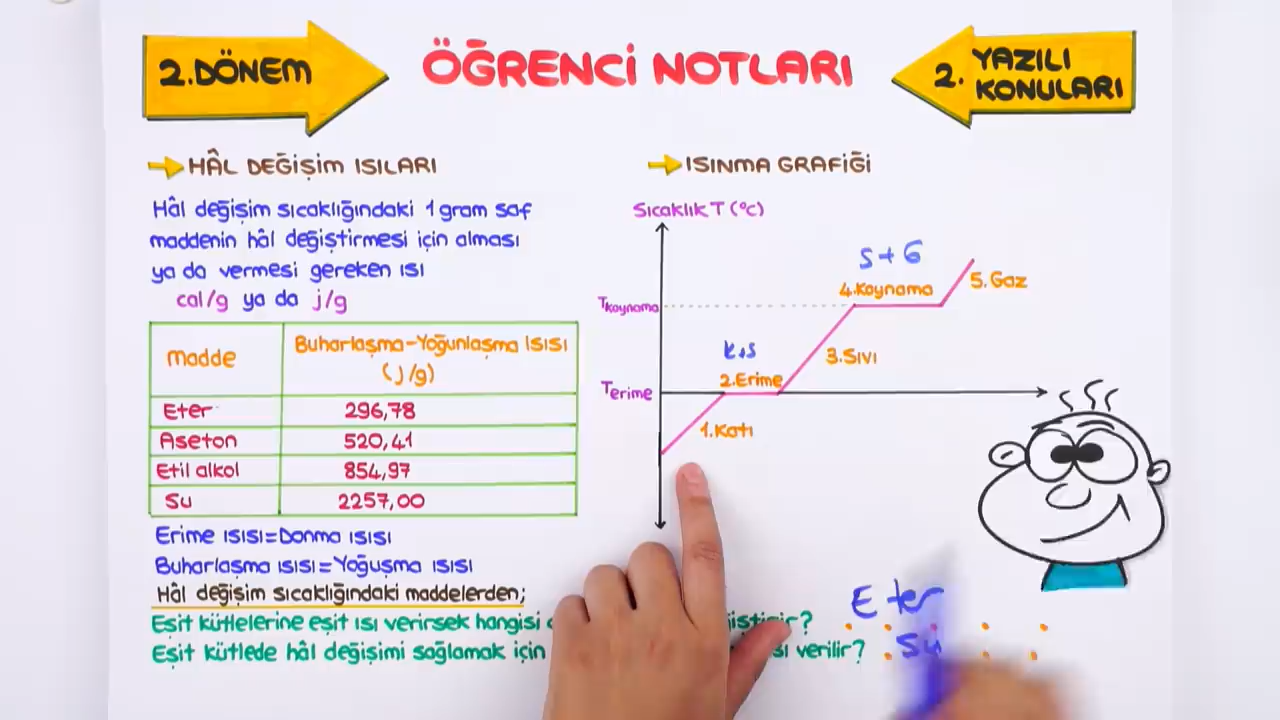 2.DÖNEM
ÖĞRENCİ NOTLARI
2. YAZILI KONULARI
HÂL DEĞİŞİM ISILARI
Hâl değişim sıcaklığındaki 1 gram saf
maddenin hâl değiştirmesi için alması
ya da vermesi gereken ısı
cal/g ya da j/g
madde
Buharlaşma-Yoğunlaşma Isısı
(j/g)
Eter 296,78
Aseton 520,41
Etil alkol 854,97
Su 2257,00
Erime ısısı=Donma ısısı
Buharlaşma ısısı=Yoğuşma ısısı
Hâl değişim sıcaklığındaki maddelerden;
Eşit kütlelerine eşit ısı verirsek hangisi
Eşit kütlede hâl değişimi sağlamak için verilir?
Eter
Su
ISINMA GRAFİĞİ
Sıcaklık T (°C)
S+G
4.Kaynama
5.Gaz
Tkaynama
K+S
3.Sıvı
2.Erime
Terime
1.Katı